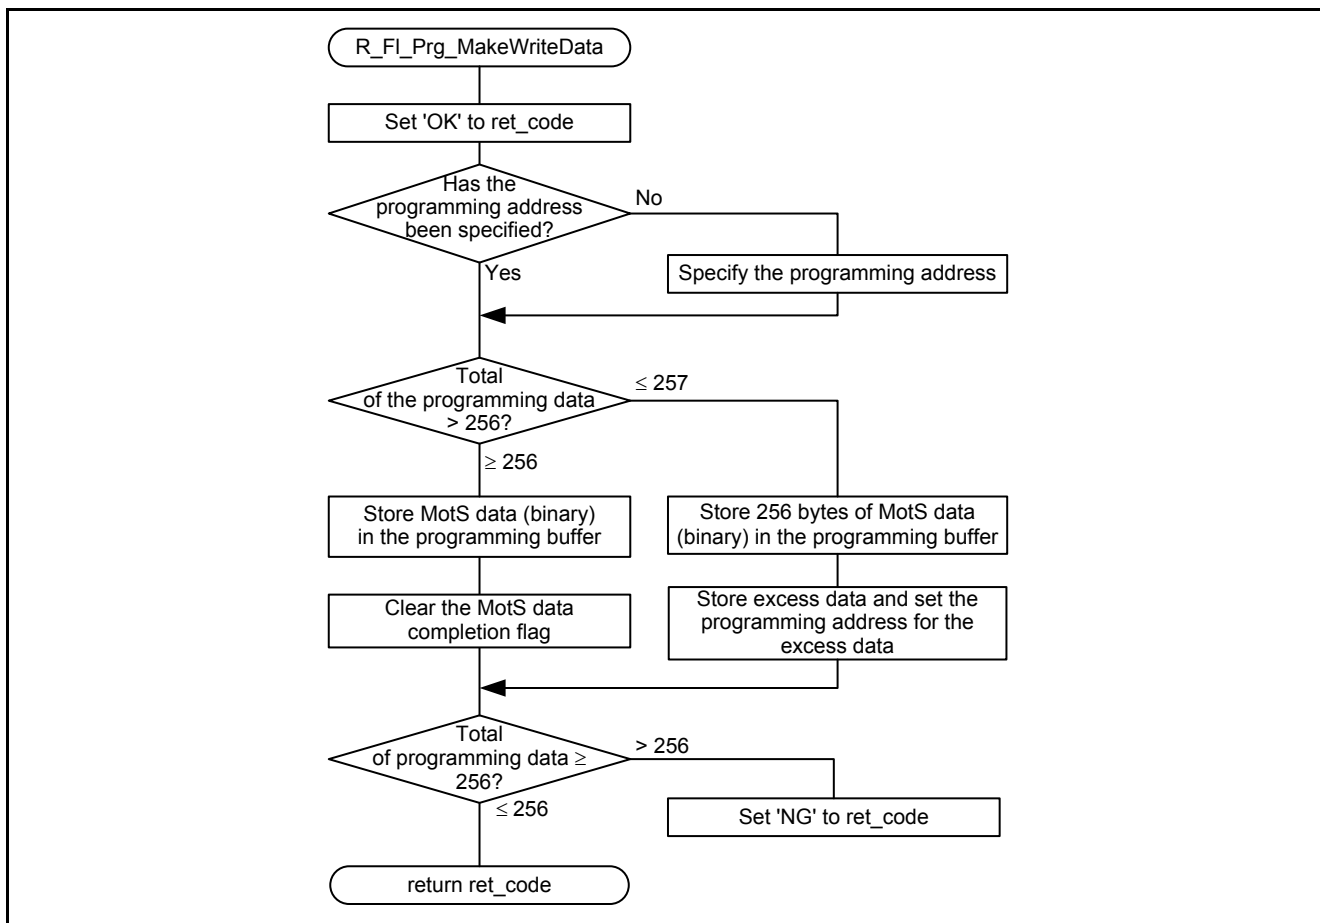 R_Fl_Prg_MakeWriteData
Set 'OK' to ret_code
Has the
programming address
been specified?
No
Yes
Specify the programming address
Total
of the programming data
> 256?
≤ 257
≥ 256
Store MotS data (binary)
in the programming buffer
Store 256 bytes of MotS data
(binary) in the programming buffer
Clear the MotS data
completion flag
Store excess data and set the
programming address for the
excess data
Total
of programming data ≥
256?
> 256
≤ 256
Set 'NG' to ret_code
return ret_code